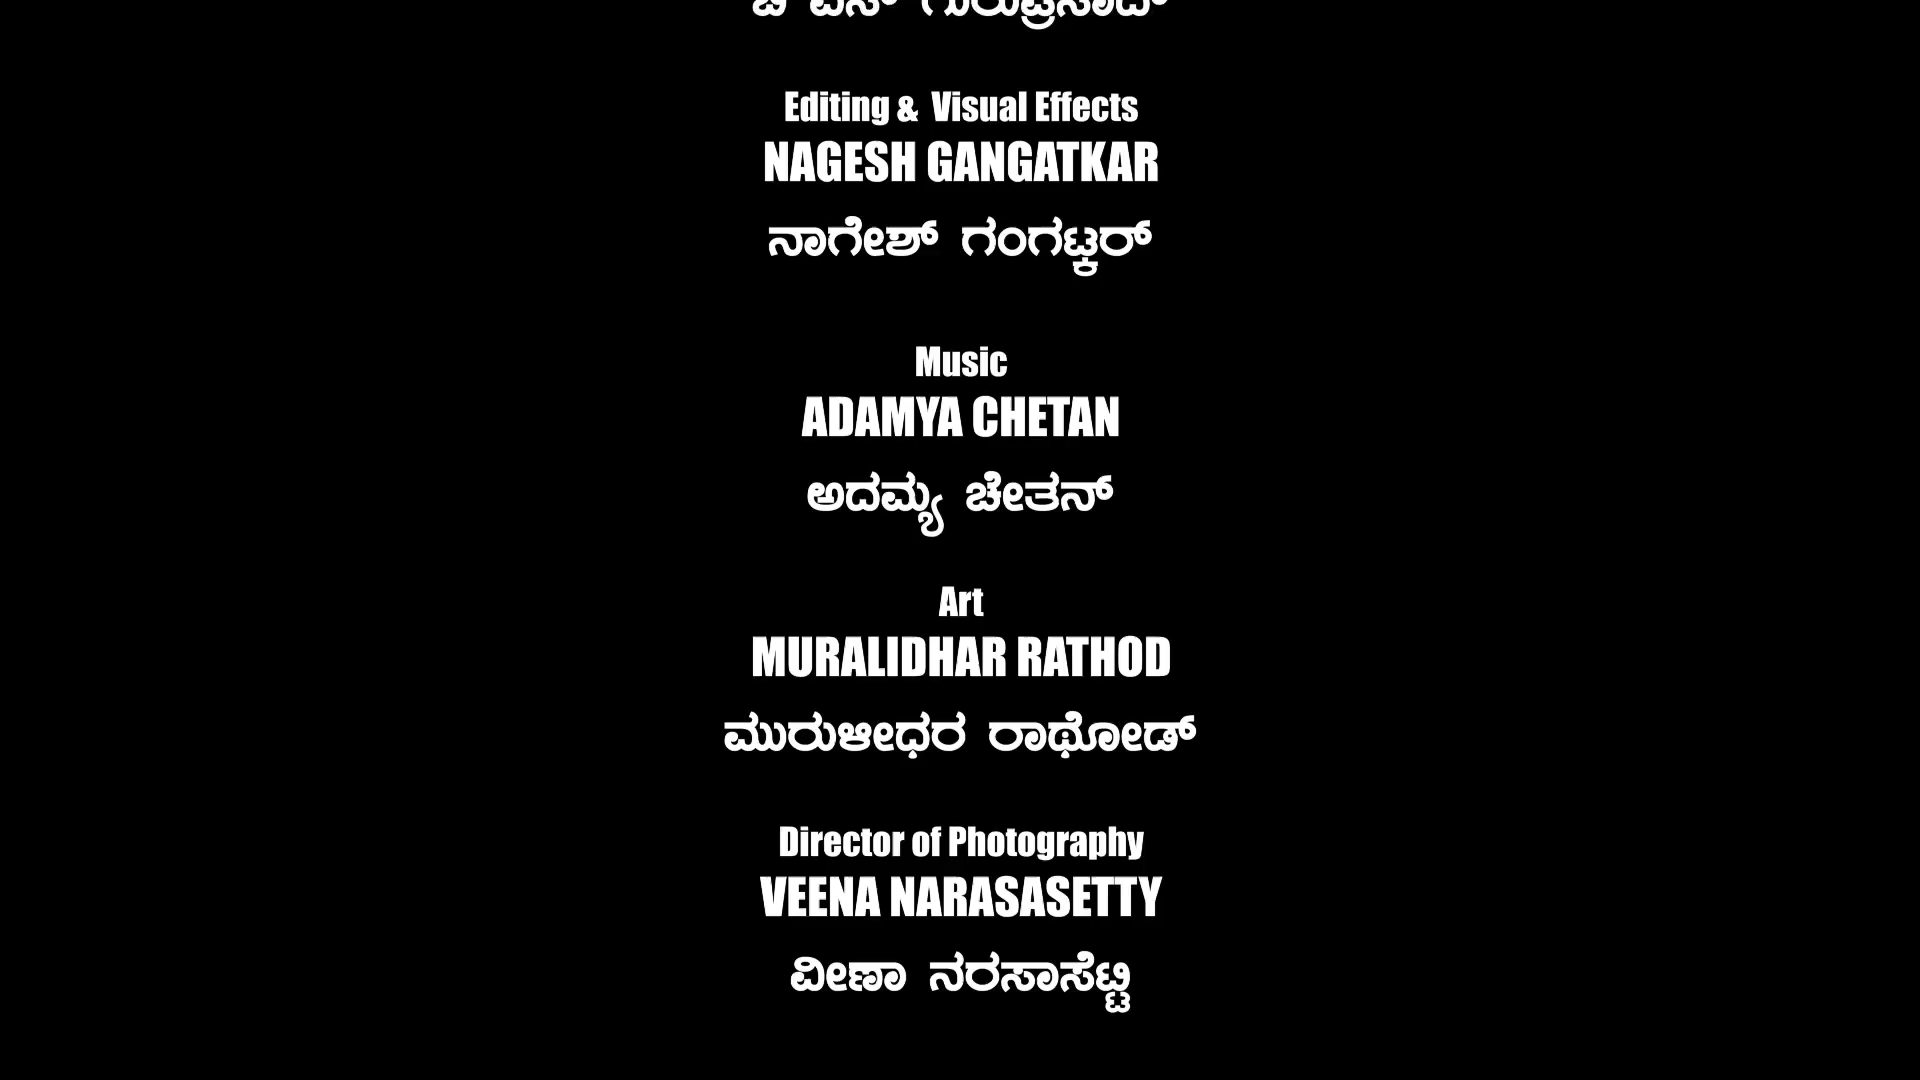 ಗುರುಪ್ರಸಾದ್
Editing & Visual Effects
NAGESH GANGATKAR
ನಾಗೇಶ್ ಗಂಗಟ್ಕರ್
Music
ADAMYA CHETAN
ಅದಮ್ಯ ಚೇತನ್
Art
MURALIDHAR RATHOD
ಮುರುಳೀಧರ ರಾಥೋಡ್
Director of Photography
VEENA NARASASETTY
ವೀಣಾ ನರಸಾಸೆಟ್ಟಿ